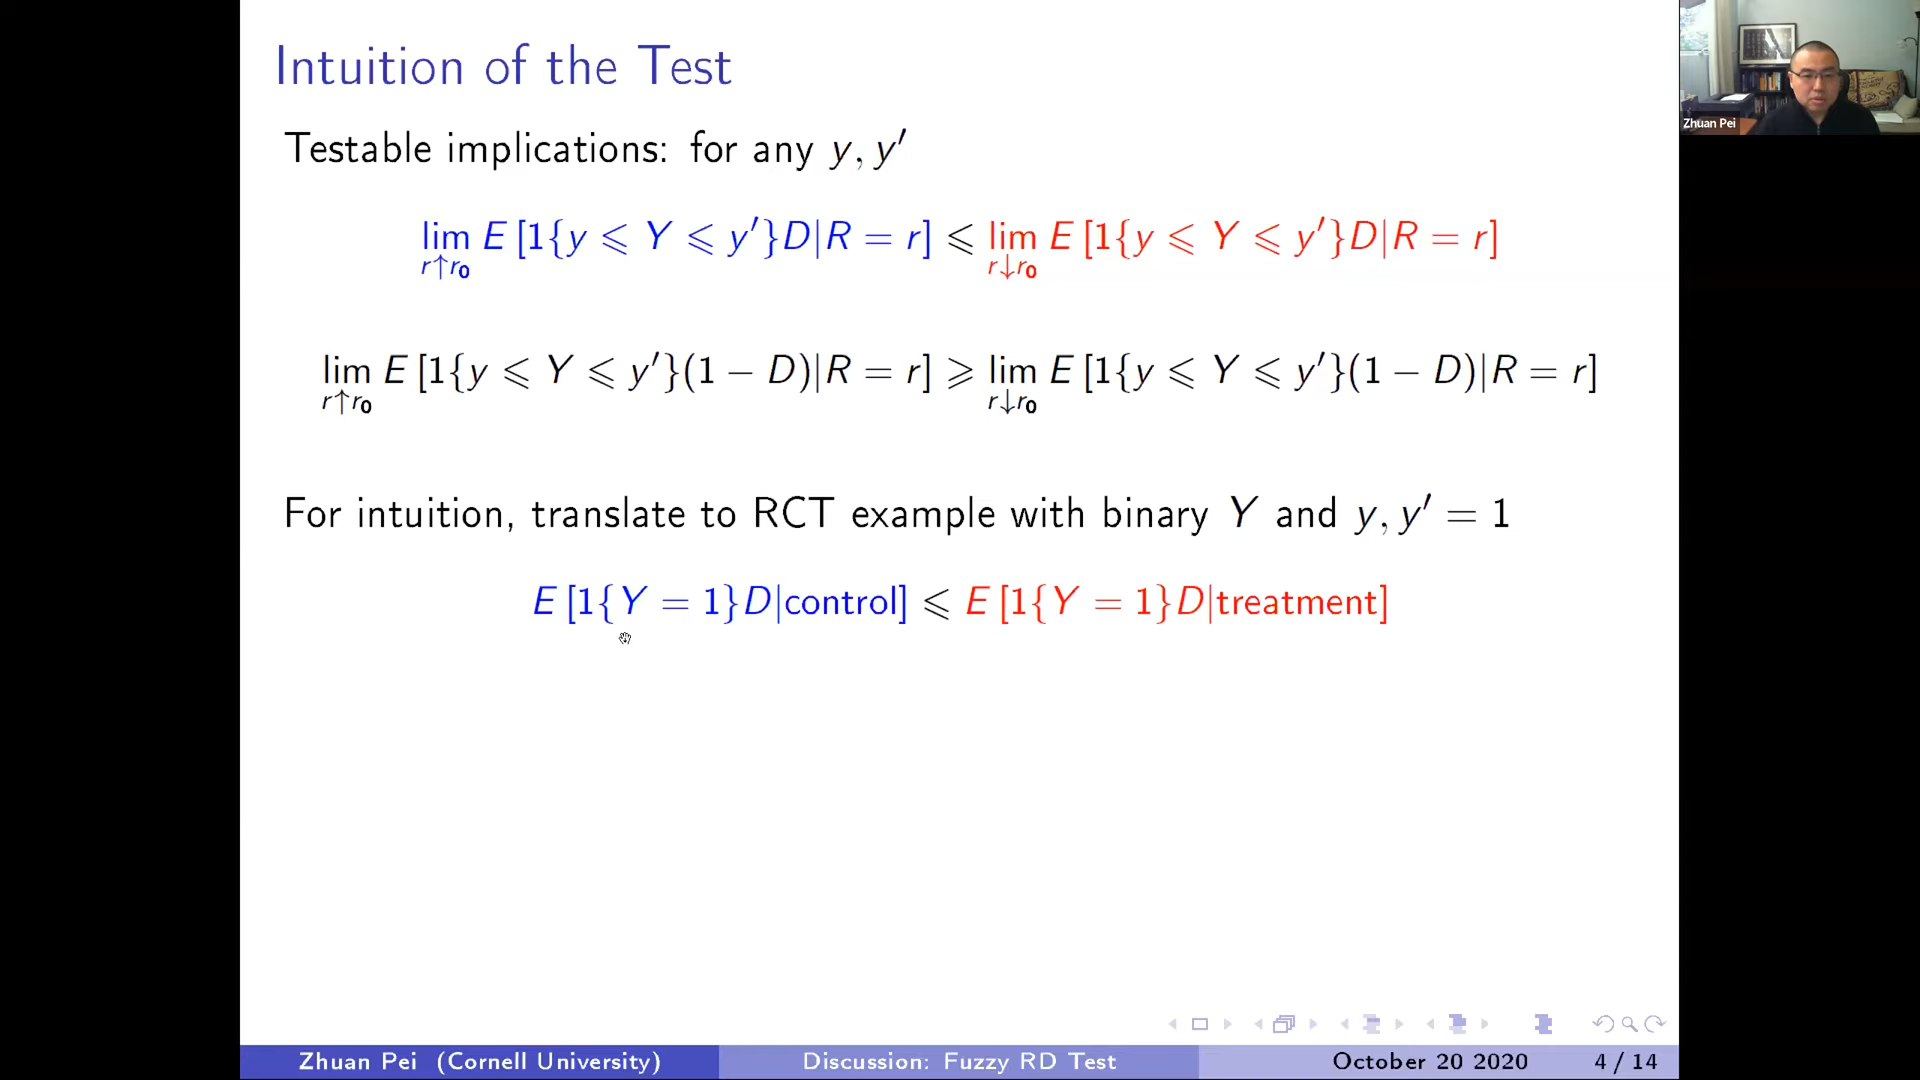 Intuition of the Test
Zhuan Pei
Testable implications: for any y, y′
lim_{r↑r₀} E [1{y ⩽ Y ⩽ y′}D|R = r] ⩽ lim_{r↓r₀} E [1{y ⩽ Y ⩽ y′}D|R = r]
lim_{r↑r₀} E [1{y ⩽ Y ⩽ y′}(1 − D)|R = r] ⩾ lim_{r↓r₀} E [1{y ⩽ Y ⩽ y′}(1 − D)|R = r]
For intuition, translate to RCT example with binary Y and y, y′ = 1
E [1{Y = 1}D|control] ⩽ E [1{Y = 1}D|treatment]
Zhuan Pei (Cornell University) Discussion: Fuzzy RD Test October 20 2020 4 / 14